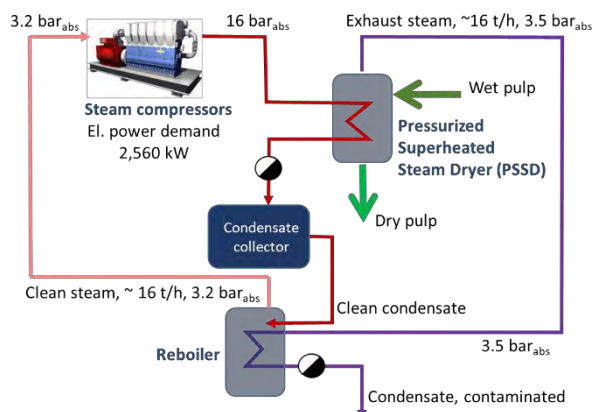 3.2 bar_abs
16 bar_abs
Exhaust steam, ~16 t/h, 3.5 bar_abs
Steam compressors
El. power demand
2,560 kW
Wet pulp
Pressurized
Superheated
Steam Dryer (PSSD)
Dry pulp
Condensate
collector
Clean steam, ~ 16 t/h, 3.2 bar_abs
Clean condensate
Reboiler
3.5 bar_abs
Condensate, contaminated